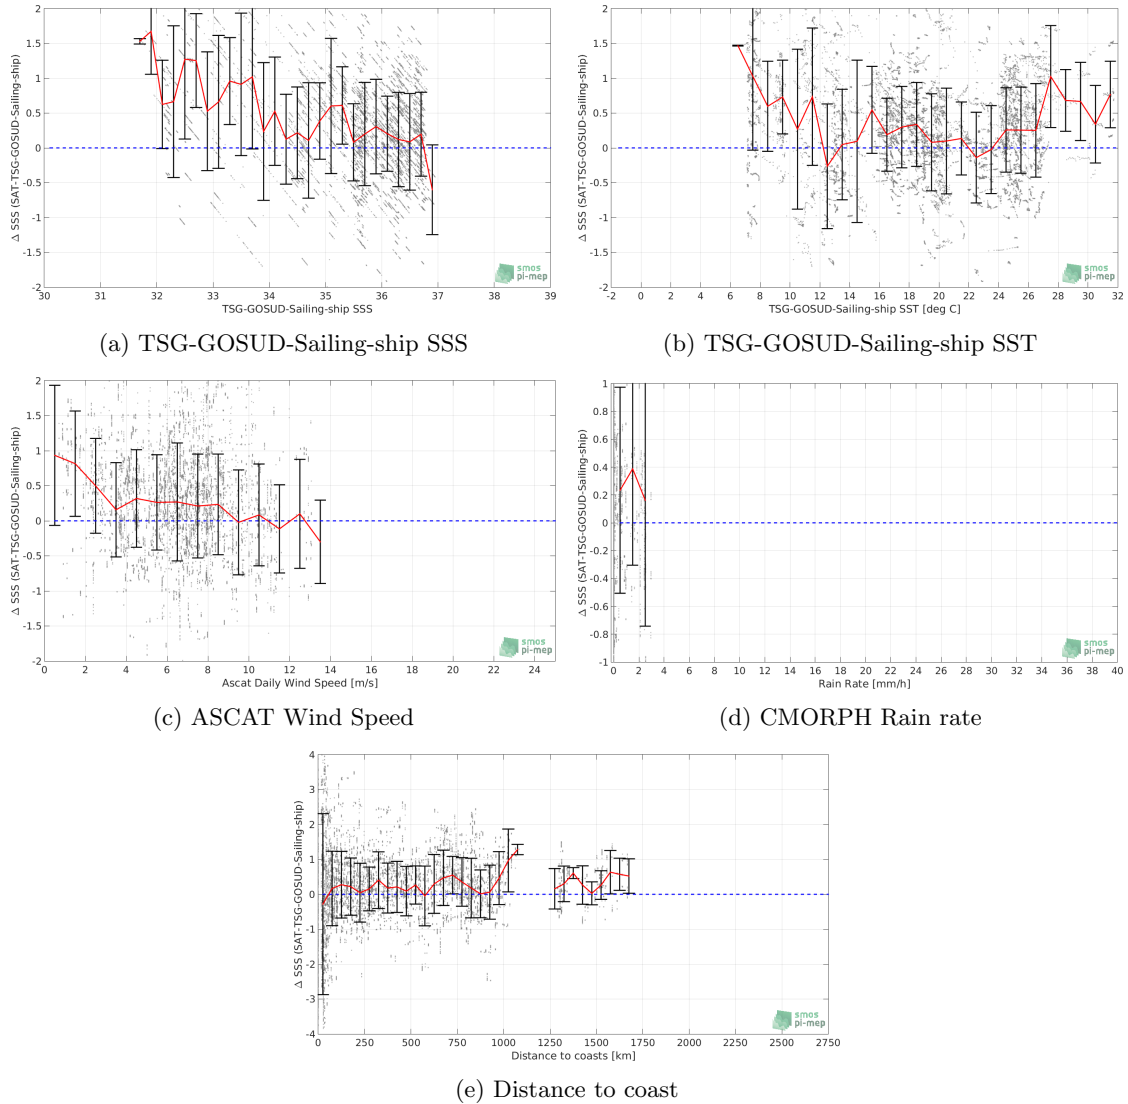 Δ SSS (SAT-TSG-GOSUD-Sailing-ship)
2
1.5
1
0.5
0
-0.5
-1
-1.5
-2
30 31 32 33 34 35 36 37 38 39
TSG-GOSUD-Sailing-ship SSS
smos
pi-mep
(a) TSG-GOSUD-Sailing-ship SSS
Δ SSS (SAT-TSG-GOSUD-Sailing-ship)
2
1.5
1
0.5
0
-0.5
-1
-1.5
-2
-2 0 2 4 6 8 10 12 14 16 18 20 22 24 26 28 30 32
TSG-GOSUD-Sailing-ship SST [deg C]
smos
pi-mep
(b) TSG-GOSUD-Sailing-ship SST
Δ SSS (SAT-TSG-GOSUD-Sailing-ship)
2
1.5
1
0.5
0
-0.5
-1
-1.5
-2
0 2 4 6 8 10 12 14 16 18 20 22 24
Ascat Daily Wind Speed [m/s]
smos
pi-mep
(c) ASCAT Wind Speed
Δ SSS (SAT-TSG-GOSUD-Sailing-ship)
1
0.8
0.6
0.4
0.2
0
-0.2
-0.4
-0.6
-0.8
-1
0 2 4 6 8 10 12 14 16 18 20 22 24 26 28 30 32 34 36 38 40
Rain Rate [mm/h]
smos
pi-mep
(d) CMORPH Rain rate
Δ SSS (SAT-TSG-GOSUD-Sailing-ship)
4
3
2
1
0
-1
-2
-3
-4
0 250 500 750 1000 1250 1500 1750 2000 2250 2500 2750
Distance to coasts [km]
smos
pi-mep
(e) Distance to coast